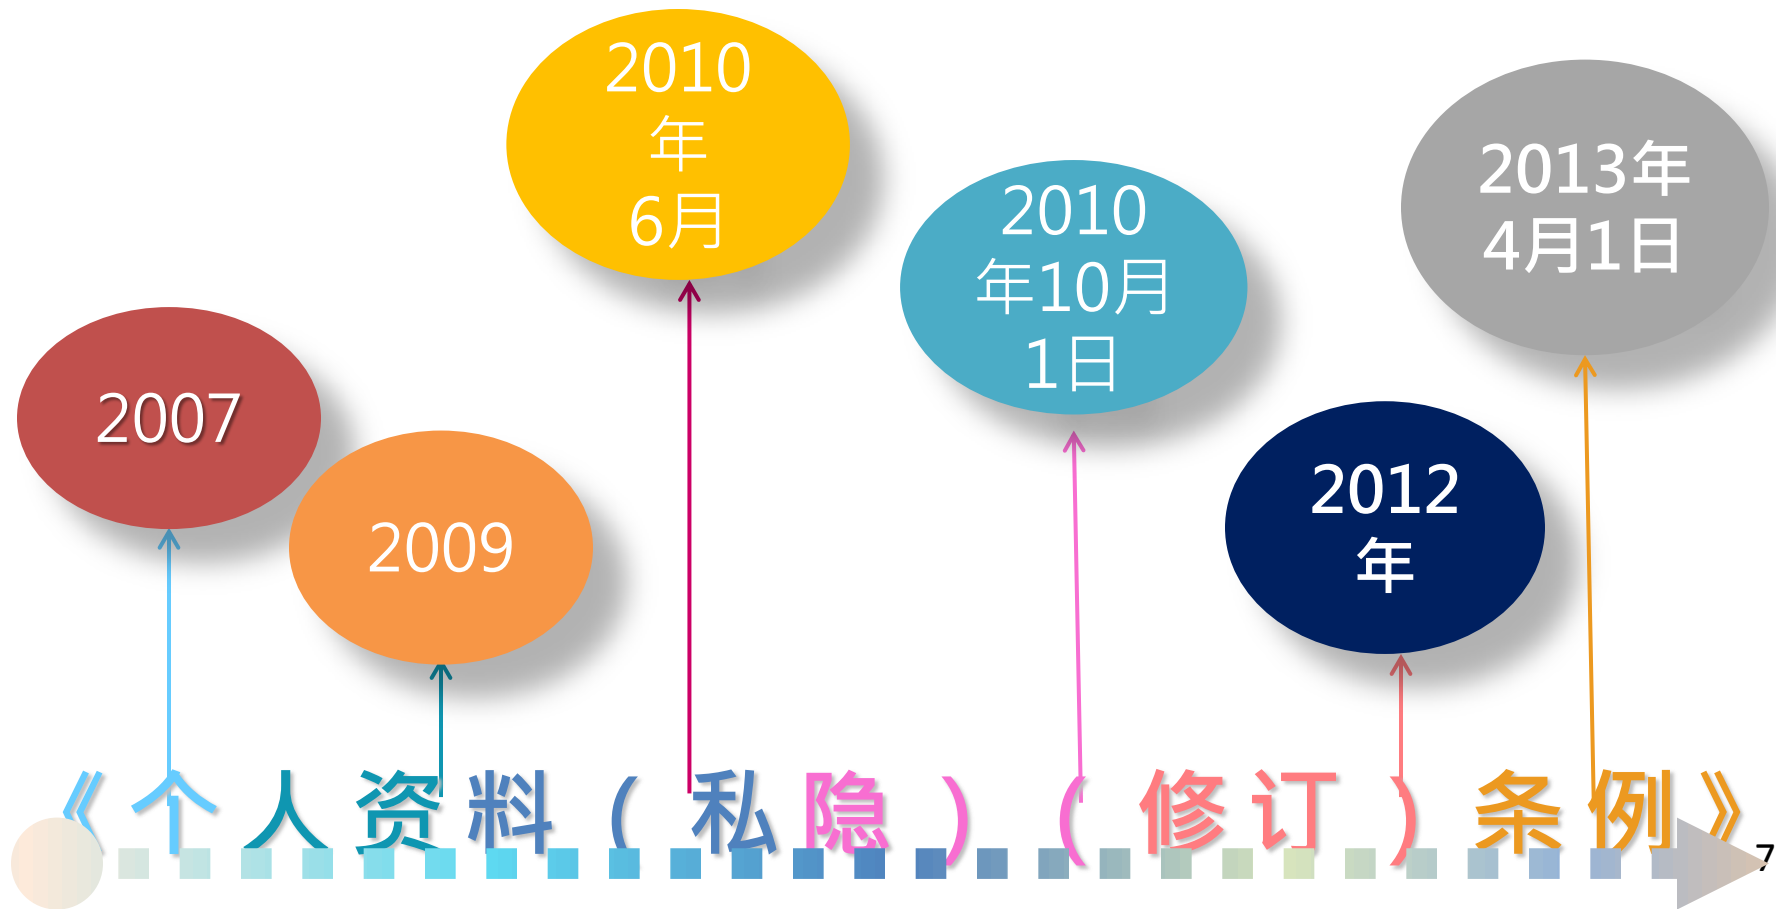 2007
2009
2010
年
6月
2010
年10月
1日
2012
年
2013年
4月1日
《个人资料(私隐)(修订)条例》
7